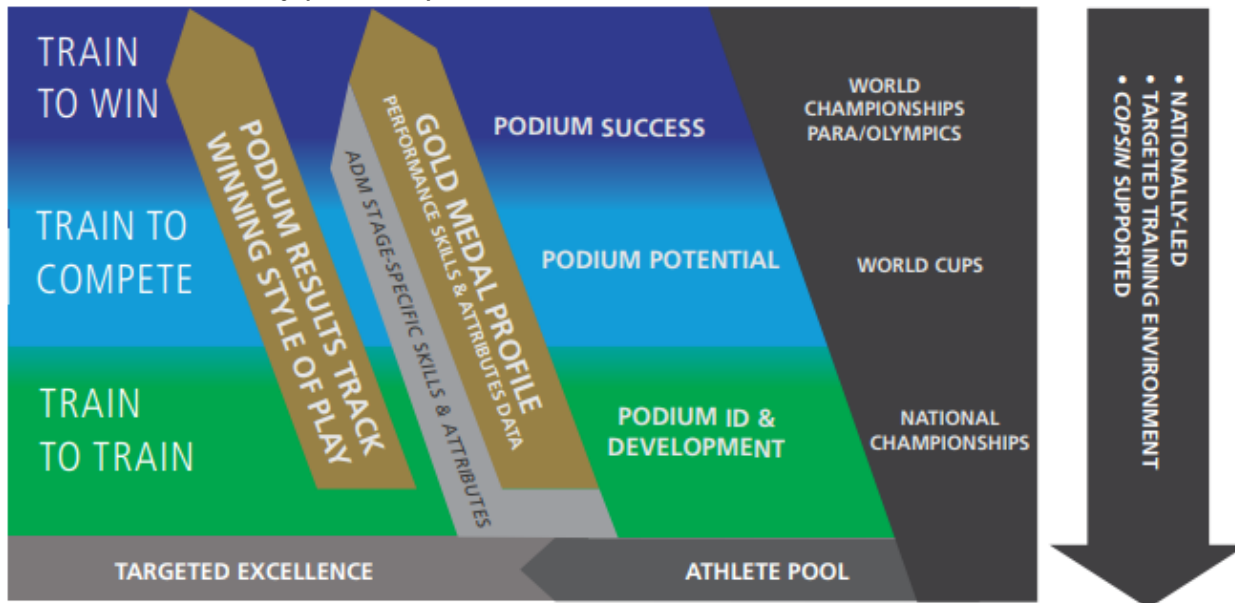 TRAIN
TO WIN
TRAIN TO
COMPETE
TRAIN
TO TRAIN
PODIUM RESULTS TRACK
WINNING STYLE OF PLAY
ADM STAGE-SPECIFIC SKILLS & ATTRIBUTES
GOLD MEDAL PROFILE
PERFORMANCE SKILLS & ATTRIBUTES DATA
PODIUM SUCCESS
PODIUM POTENTIAL
PODIUM ID &
DEVELOPMENT
WORLD
CHAMPIONSHIPS
PARA/OLYMPICS
WORLD CUPS
NATIONAL
CHAMPIONSHIPS
• NATIONALLY-LED
• TARGETED TRAINING ENVIRONMENT
• COPSIN SUPPORTED
TARGETED EXCELLENCE
ATHLETE POOL